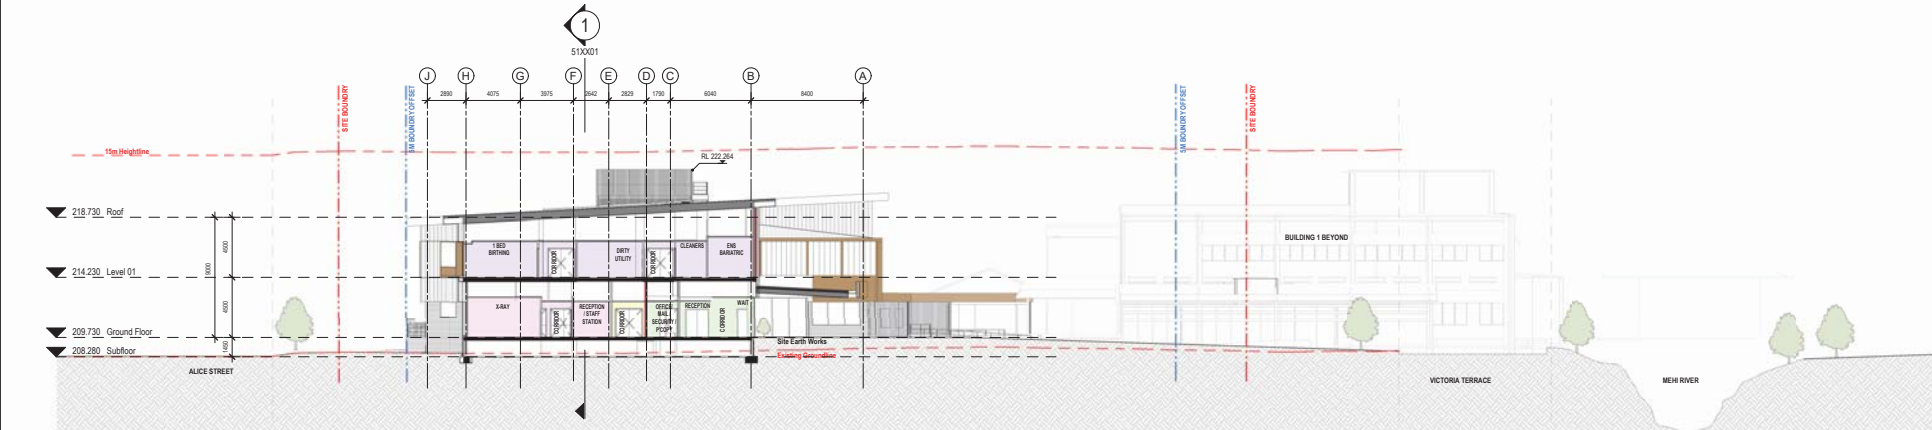 1
51XX01
J H G F E D C B A
2890 4075 3975 2642 2829 1790 6040 8400
SITE BOUNDRY
5M BOUNDRY OFFSET
5M BOUNDRY OFFSET
SITE BOUNDRY
15m Heightline
RL 222.264
218.730 Roof
BUILDING 1 BEYOND
1 BED
BIRTHING
CORRIDOR
DIRTY
UTILITY
CORRIDOR
CLEANERS
ENS
BARIATRIC
4500
9000
214.230 Level 01
4500
X-RAY
CORRIDOR
RECEPTION
/ STAFF
STATION
CORRIDOR
OFFICE
MAIL /
SECURITY /
P'COPY
RECEPTION
WAIT
CORRIDOR
209.730 Ground Floor
Site Earth Works
1450
208.280 Subfloor
Existing Groundline
ALICE STREET
VICTORIA TERRACE
MEHI RIVER